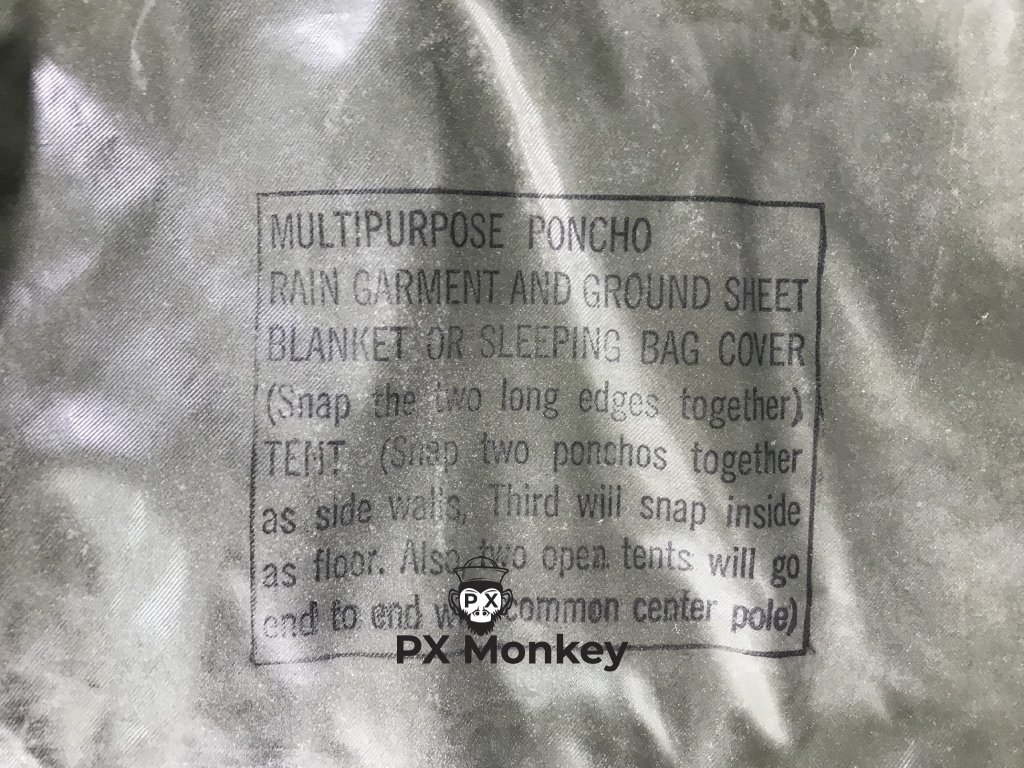 MULTIPURPOSE PONCHO
RAIN GARMENT AND GROUND SHEET
BLANKET OR SLEEPING BAG COVER
(Snap the two long edges together)
TENT (Snap two ponchos together
as side walls, Third will snap inside
as floor. Also two open tents will go
end to end common center pole)
PX
PX Monkey